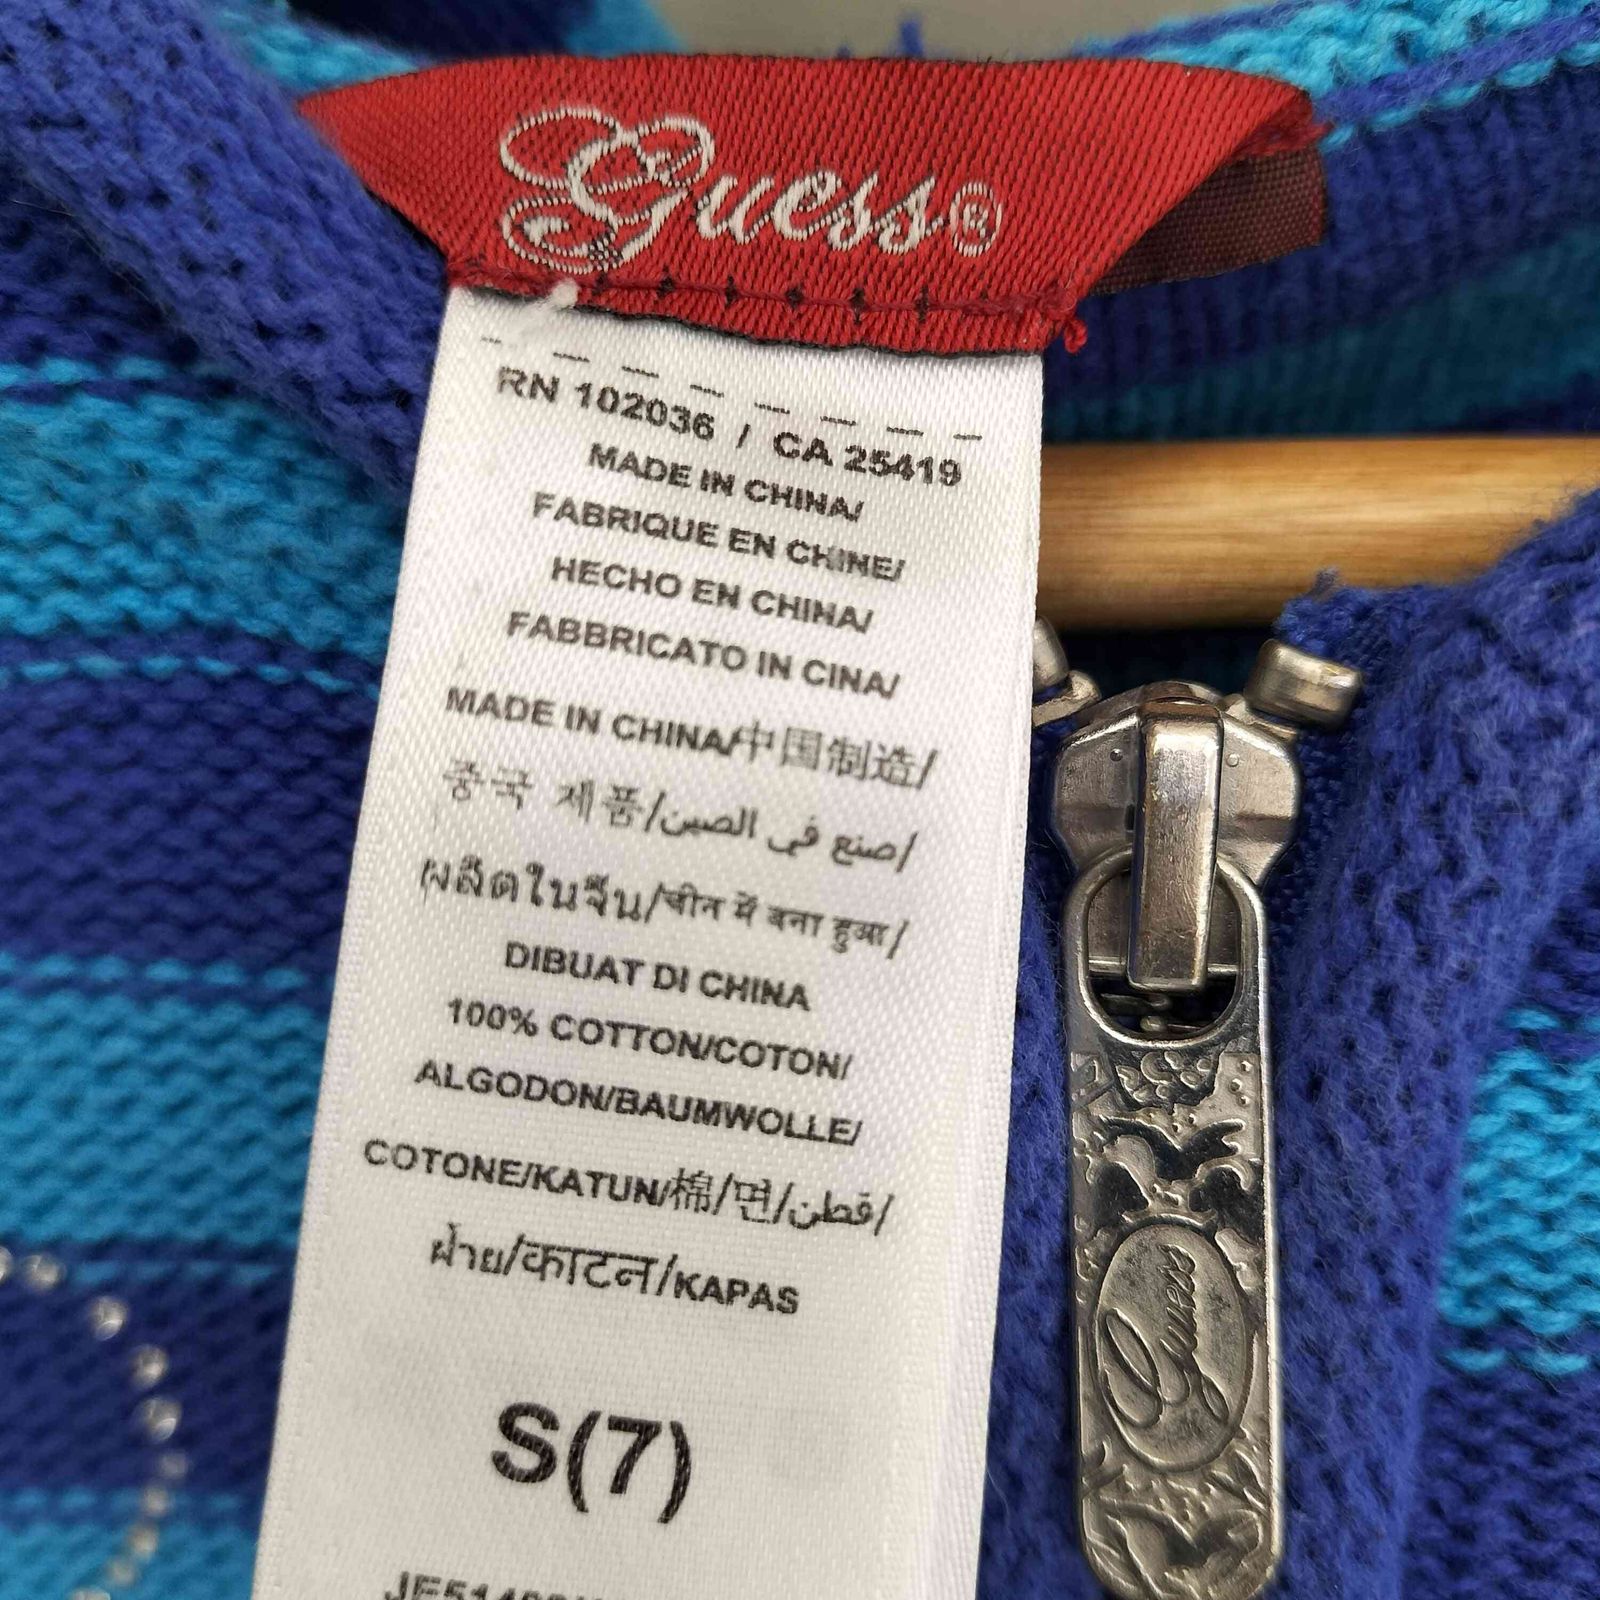 Guess®
RN 102036 / CA 25419
MADE IN CHINA/
FABRIQUE EN CHINE/
HECHO EN CHINA/
FABBRICATO IN CINA/
MADE IN CHINA/中国制造/
중국 제품/صنع في الصين/
ผลิตในจีน/चीन में बना हुआ/
DIBUAT DI CHINA
100% COTTON/COTON/
ALGODON/BAUMWOLLE/
COTONE/KATUN/棉/면/قطن/
ฝ้าย/काटन/KAPAS
S(7)
Guess